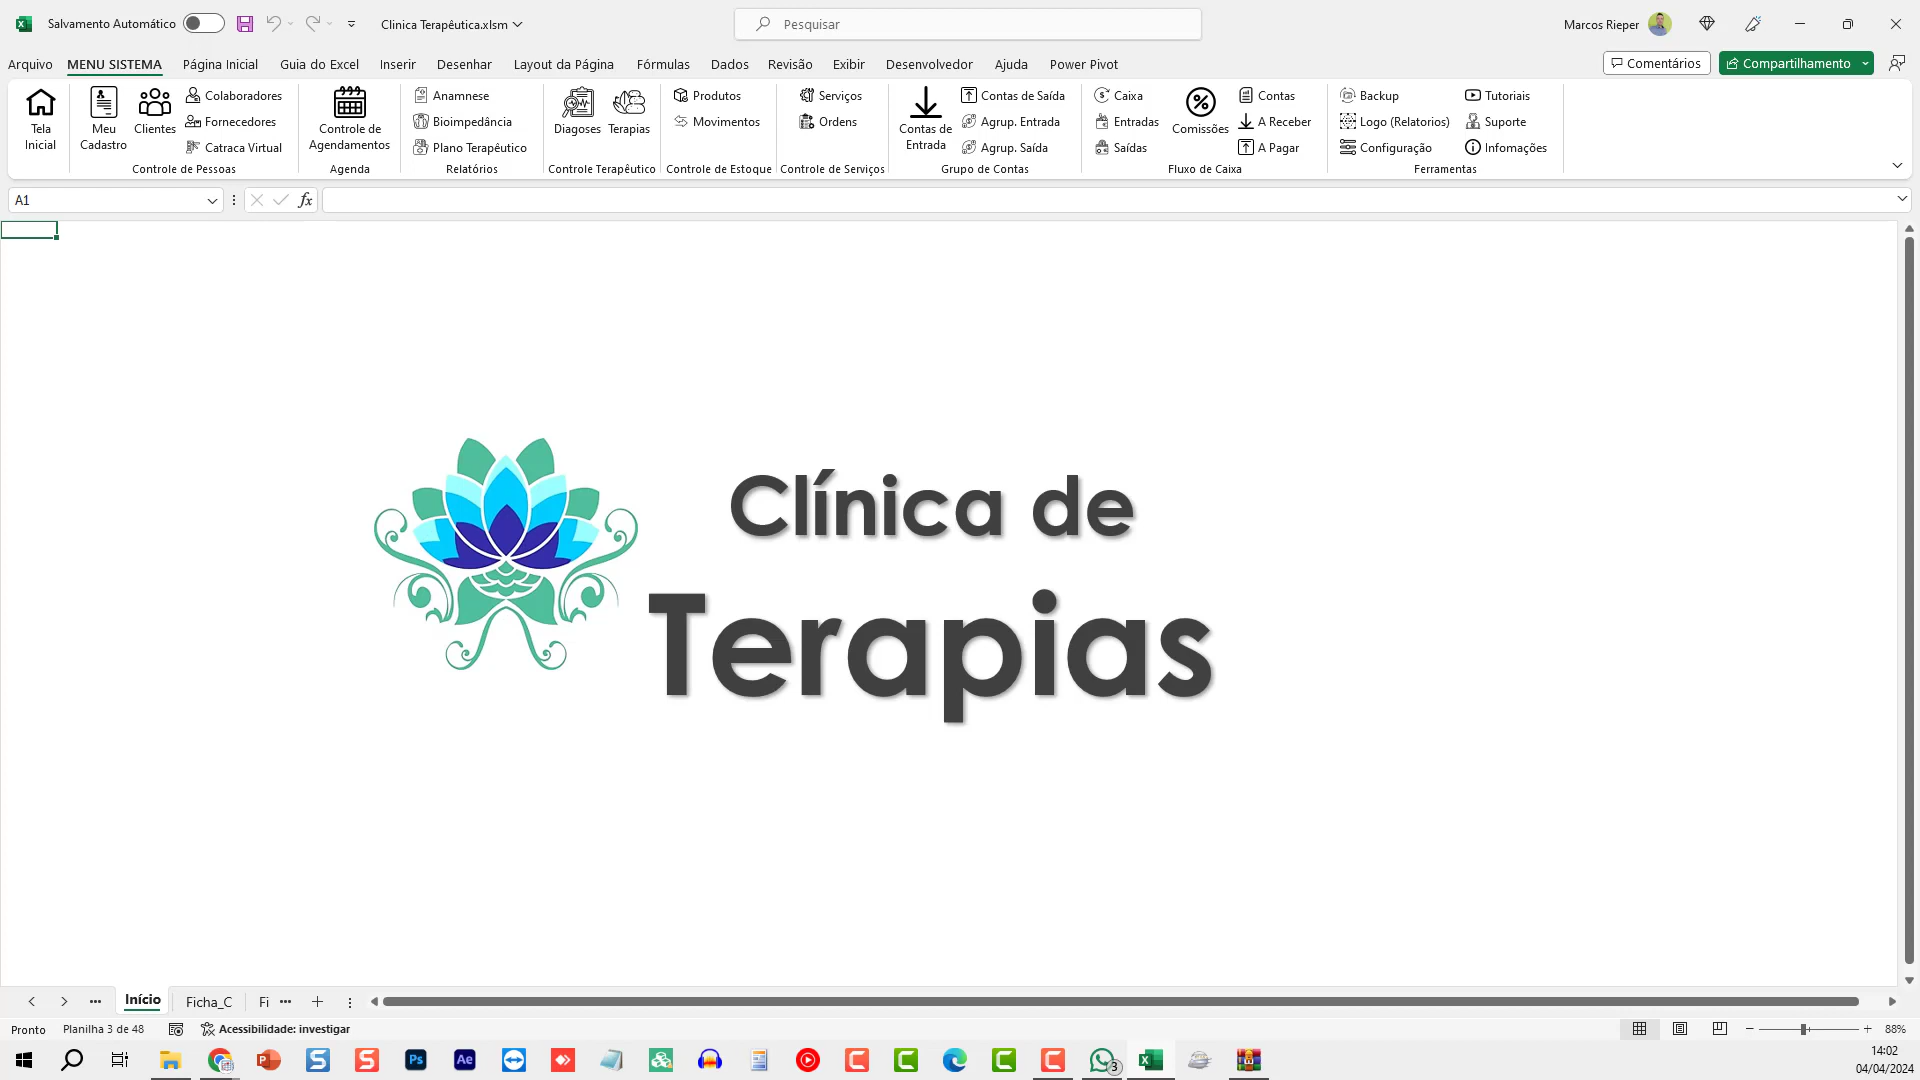 Salvamento Automático
Clinica Terapêutica.xlsm
Pesquisar
Marcos Rieper
Arquivo MENU SISTEMA Página Inicial Guia do Excel Inserir Desenhar Layout da Página Fórmulas Dados Revisão Exibir Desenvolvedor Ajuda Power Pivot
Comentários
Compartilhamento
Tela
Inicial
Meu
Cadastro
Clientes
Colaboradores
Fornecedores
Catraca Virtual
Controle de Pessoas
Controle de
Agendamentos
Agenda
Anamnese
Bioimpedância
Plano Terapêutico
Relatórios
Diagoses
Terapias
Controle Terapêutico
Produtos
Movimentos
Controle de Estoque
Serviços
Ordens
Controle de Serviços
Contas de
Entrada
Contas de Saída
Agrup. Entrada
Agrup. Saída
Grupo de Contas
Caixa
Entradas
Saídas
Comissões
Contas
A Receber
A Pagar
Fluxo de Caixa
Backup
Logo (Relatorios)
Configuração
Tutoriais
Suporte
Infomações
Ferramentas
A1
fx
Clínica de
Terapias
Início
Ficha_C
Fi
Pronto
Planilha 3 de 48
Acessibilidade: investigar
88%
P
S
S
Ps
Ae
C
C
C
C
3
14:02
04/04/2024